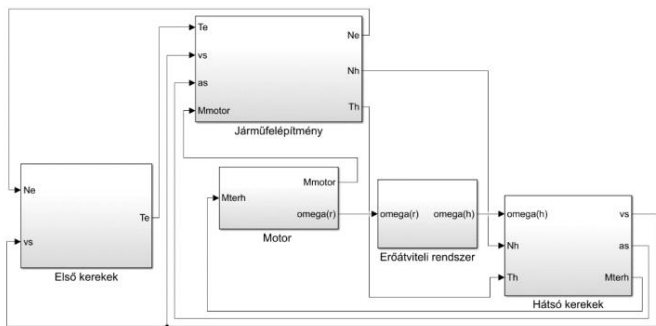 Te
vs
as
Mmotor
Ne
Nh
Th
Járműfelépítmény
Ne
vs
Te
Első kerekek
Mterh
Mmotor
omega(r)
Motor
omega(r)
omega(h)
Erőátviteli rendszer
omega(h)
Nh
Th
vs
as
Mterh
Hátsó kerekek